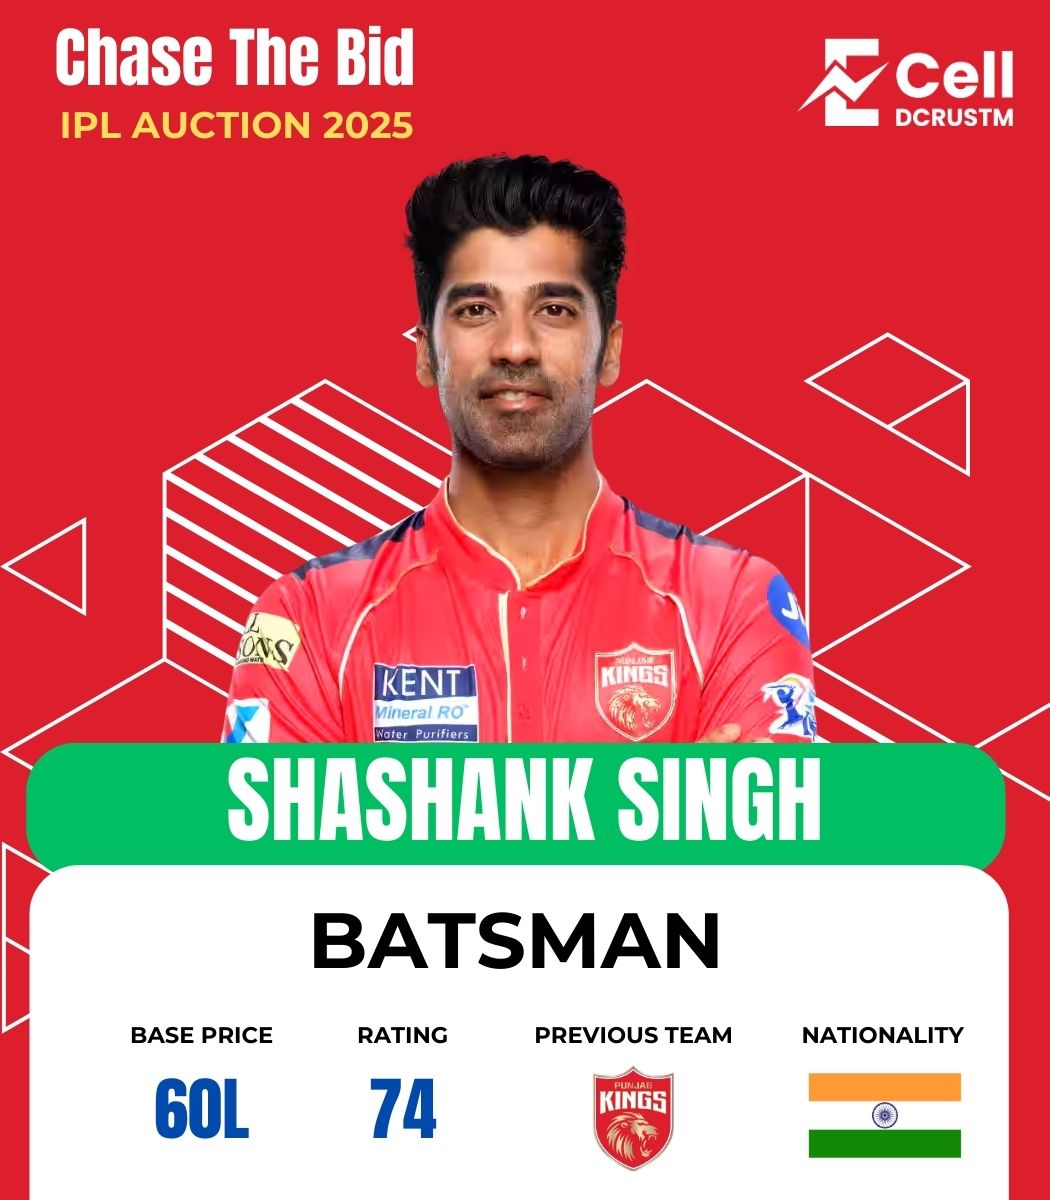 Chase The Bid
IPL AUCTION 2025
Cell
DCRUSTM
KENT
Mineral RO™
Water Purifiers
PUNJAB
KINGS
SHASHANK SINGH
BATSMAN
BASE PRICE
RATING
PREVIOUS TEAM
NATIONALITY
60L
74
PUNJAB
KINGS